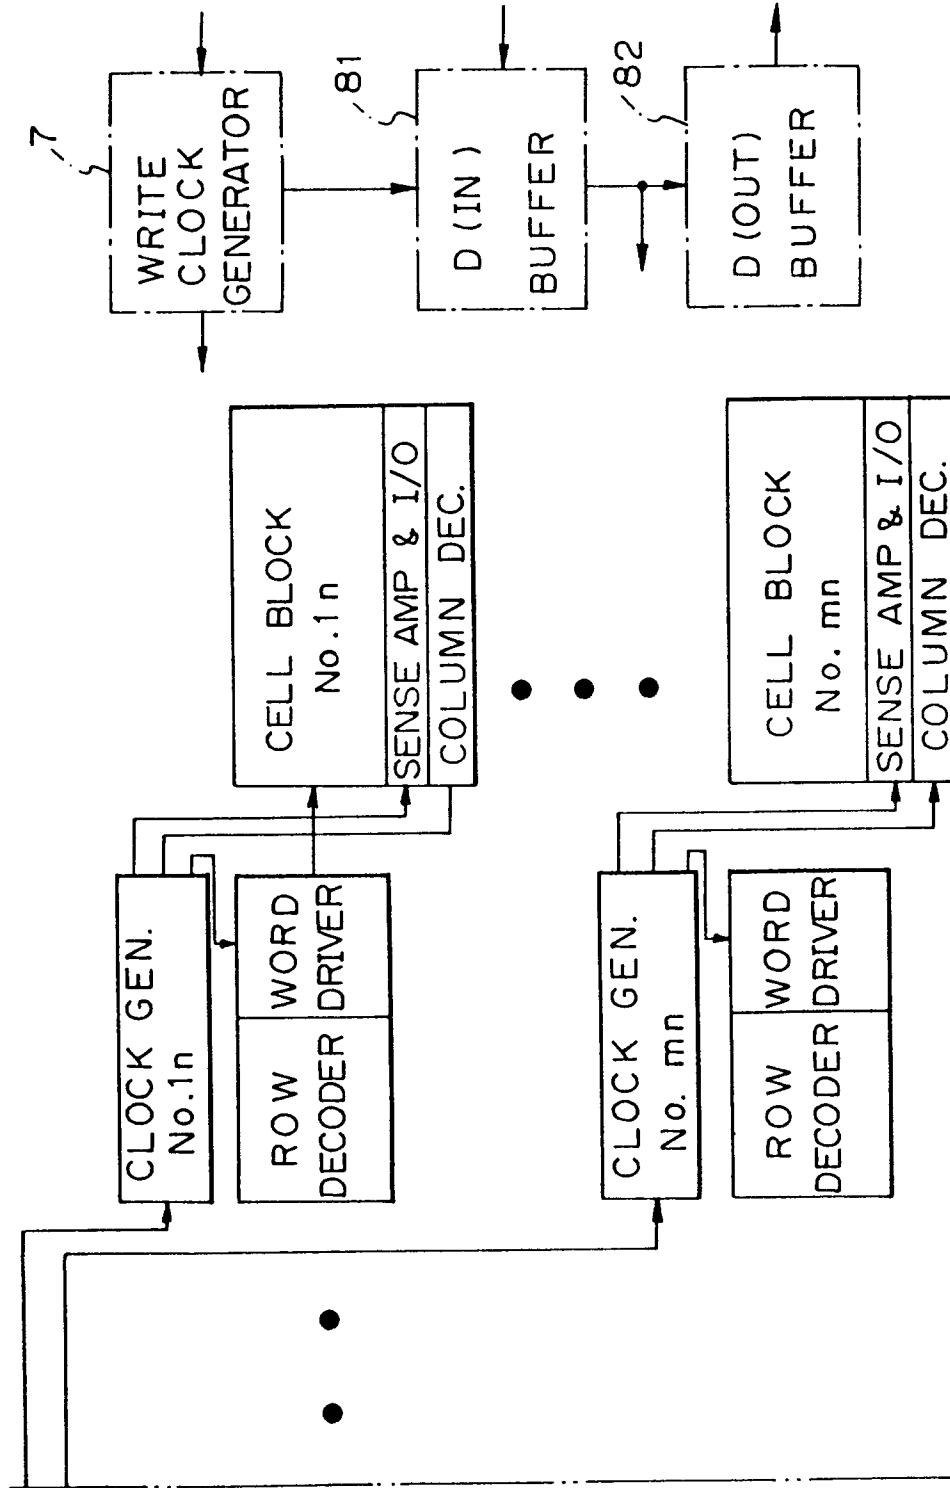 7
WRITE
CLOCK
GENERATOR
81
D(IN)
BUFFER
82
D(OUT)
BUFFER
CELL BLOCK
No.1n
SENSE AMP & I/O
COLUMN DEC.
CELL BLOCK
No. mn
SENSE AMP & I/O
COLUMN DEC.
CLOCK GEN.
No.1n
WORD
DRIVER
ROW
DECODER
CLOCK GEN.
No. mn
WORD
DRIVER
ROW
DECODER